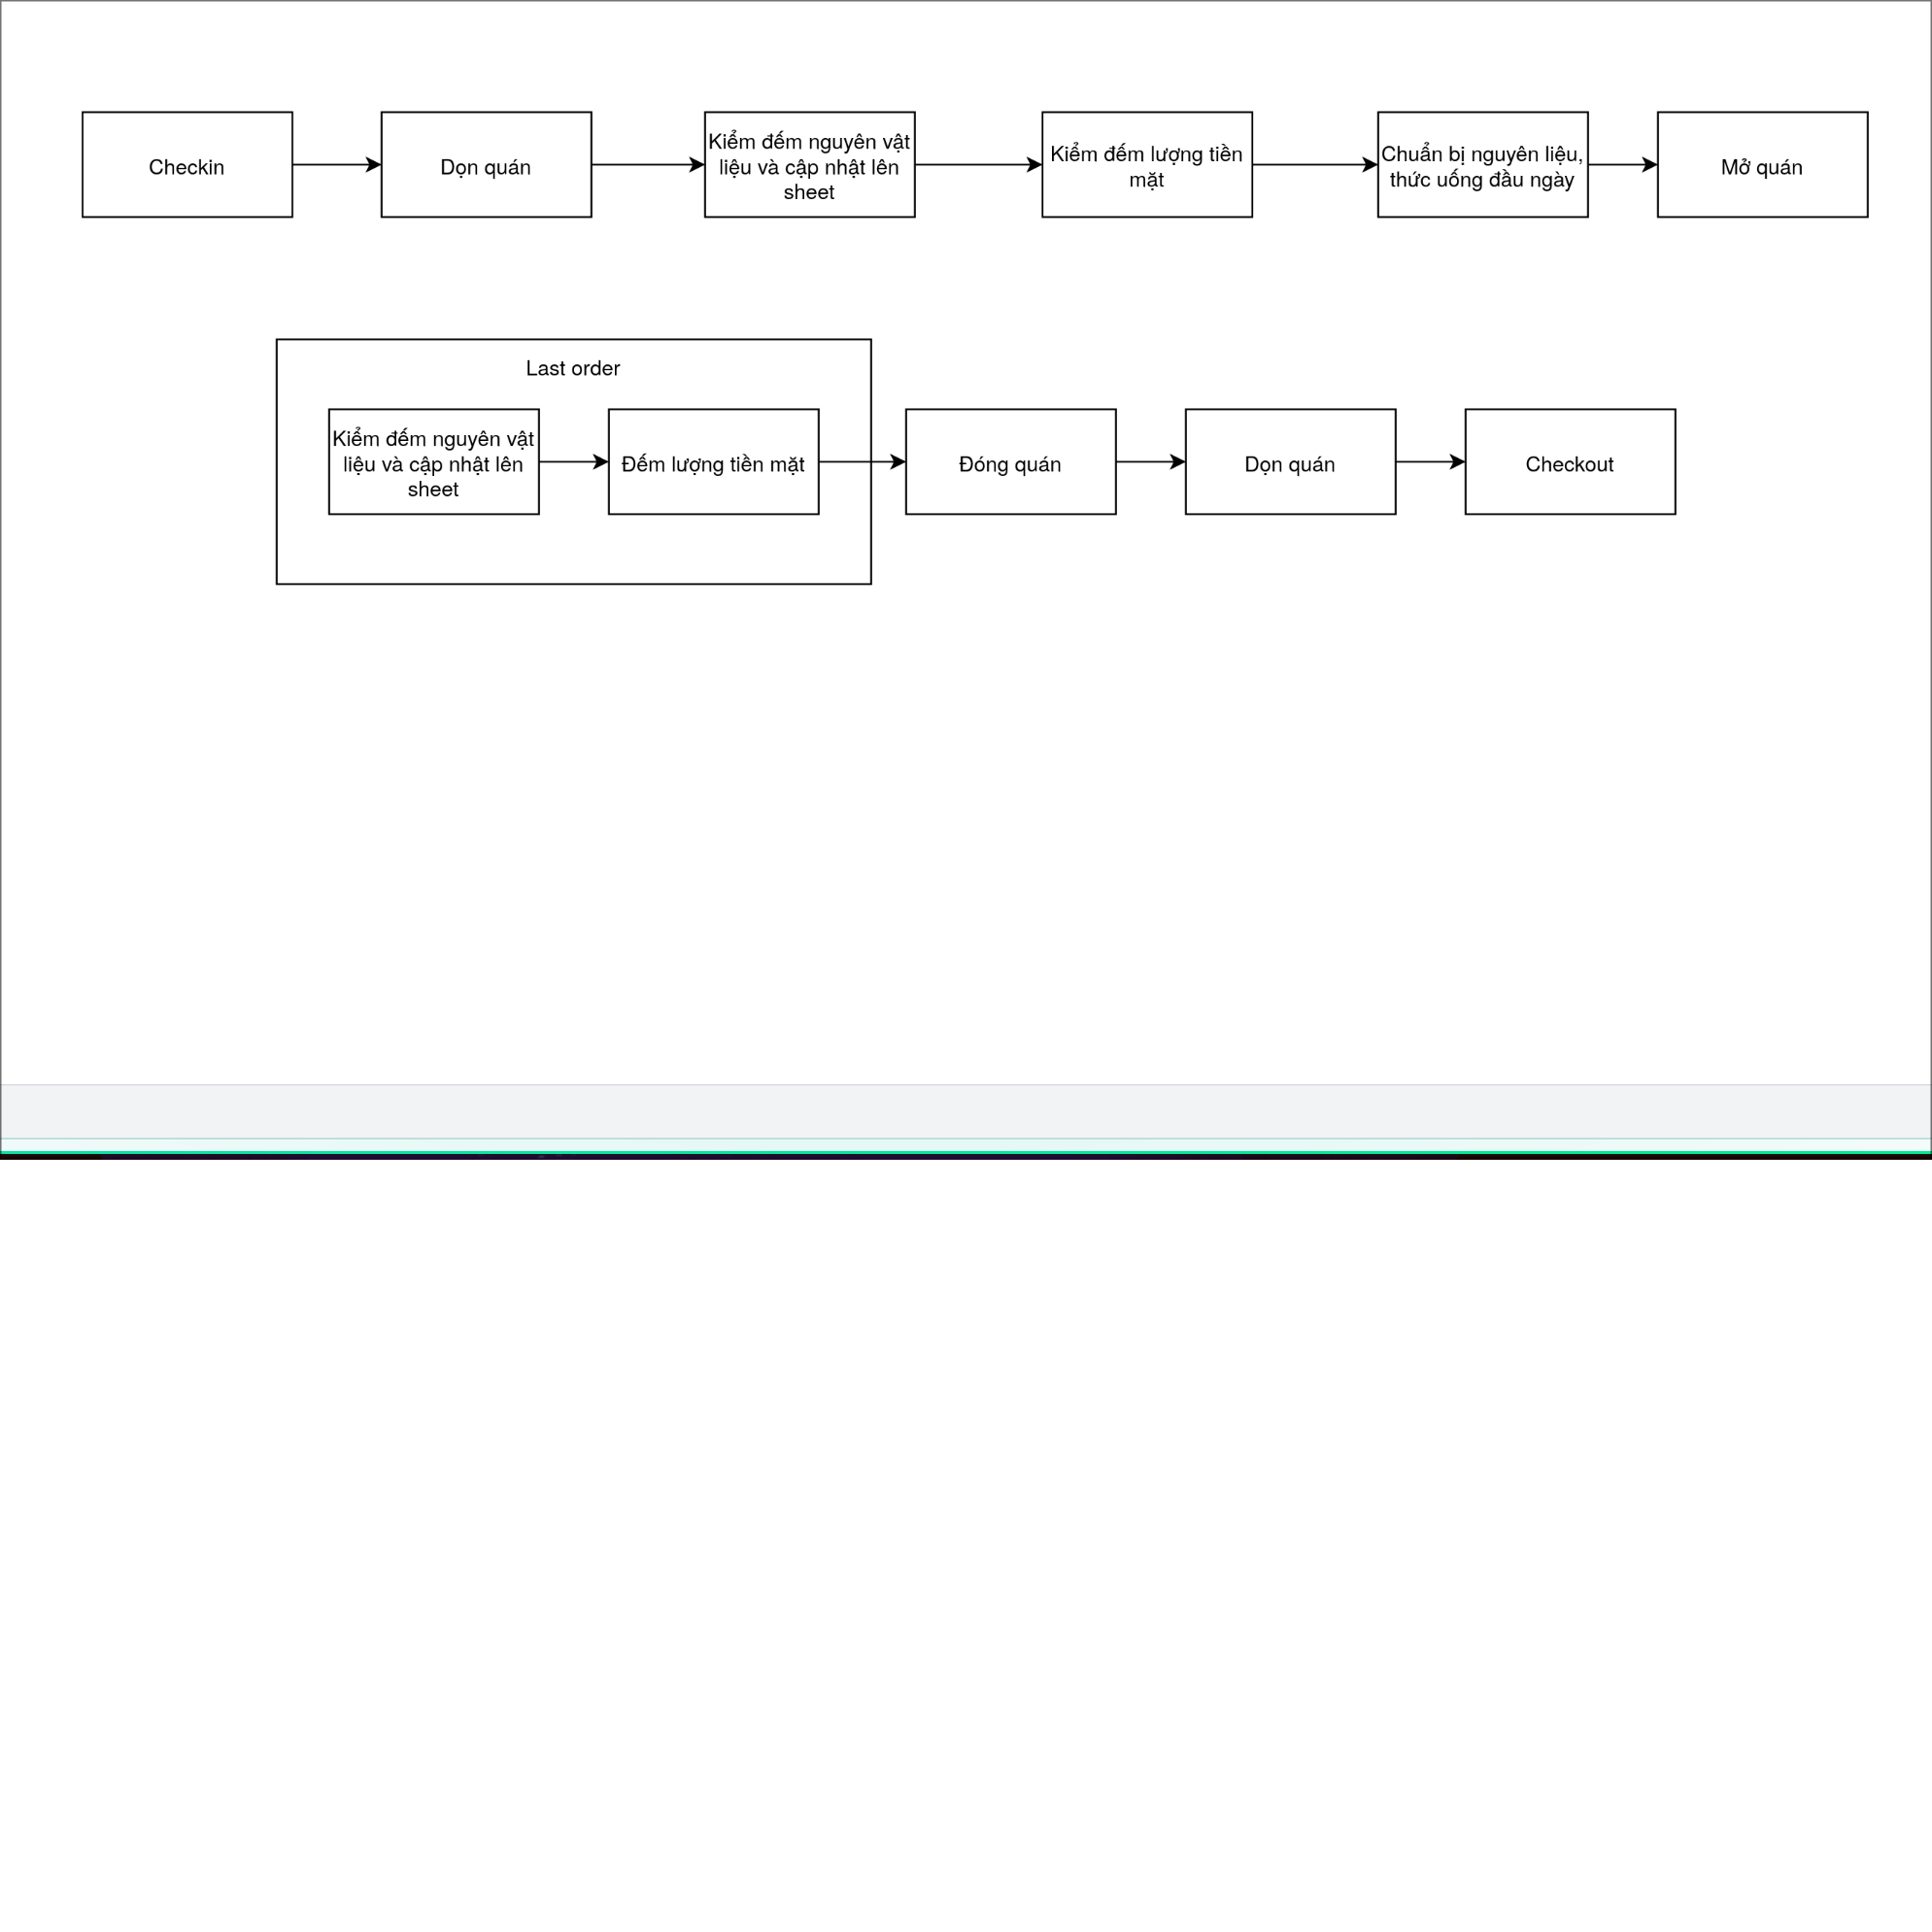 Checkin
Dọn quán
Kiểm đếm nguyên vật
liệu và cập nhật lên
sheet
Kiểm đếm lượng tiền
mặt
Chuẩn bị nguyên liệu,
thức uống đầu ngày
Mở quán
Last order
Kiểm đếm nguyên vật
liệu và cập nhật lên
sheet
Đếm lượng tiền mặt
Đóng quán
Dọn quán
Checkout